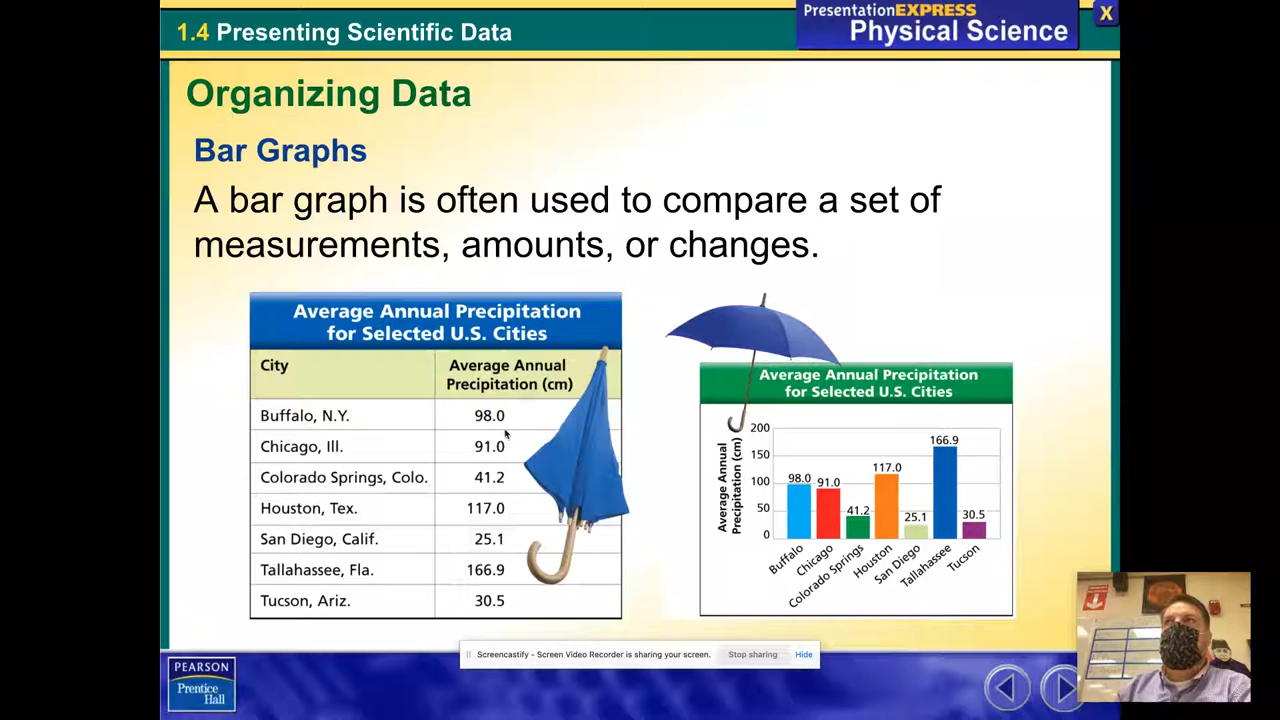 1.4 Presenting Scientific Data
PresentationEXPRESS
Physical Science
X
Organizing Data
Bar Graphs
A bar graph is often used to compare a set of
measurements, amounts, or changes.
Average Annual Precipitation
for Selected U.S. Cities
City
Average Annual
Precipitation (cm)
Buffalo, N.Y. 98.0
Chicago, Ill. 91.0
Colorado Springs, Colo. 41.2
Houston, Tex. 117.0
San Diego, Calif. 25.1
Tallahassee, Fla. 166.9
Tucson, Ariz. 30.5
Average Annual Precipitation
for Selected U.S. Cities
Average Annual
Precipitation (cm)
200
150
100
50
0
98.0
91.0
41.2
117.0
25.1
166.9
30.5
Buffalo
Chicago
Colorado Springs
Houston
San Diego
Tallahassee
Tucson
Screencastify - Screen Video Recorder is sharing your screen.
Stop sharing
Hide
PEARSON
Prentice
Hall